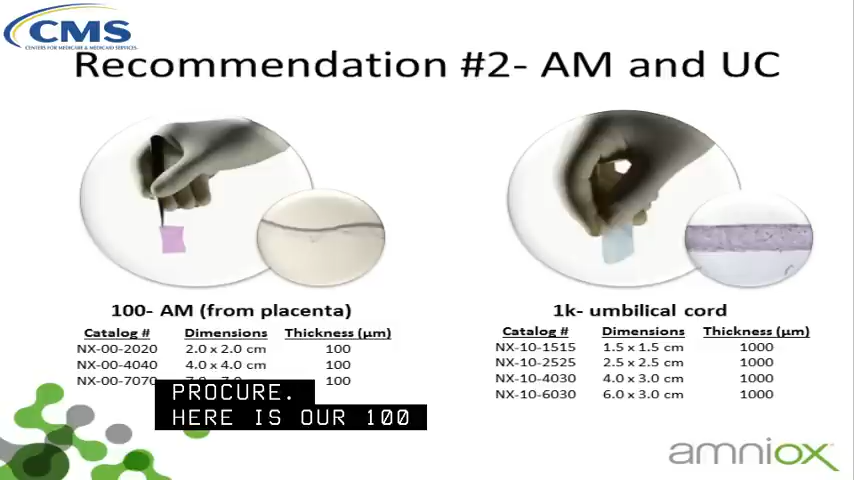 CMS
CENTERS FOR MEDICARE & MEDICAID SERVICES
Recommendation #2- AM and UC
100- AM (from placenta)
Catalog # Dimensions Thickness (µm)
NX-00-2020 2.0 x 2.0 cm 100
NX-00-4040 4.0 x 4.0 cm 100
NX-00-7070 100
1k- umbilical cord
Catalog # Dimensions Thickness (µm)
NX-10-1515 1.5 x 1.5 cm 1000
NX-10-2525 2.5 x 2.5 cm 1000
NX-10-4030 4.0 x 3.0 cm 1000
NX-10-6030 6.0 x 3.0 cm 1000
PROCURE.
HERE IS OUR 100
amniox